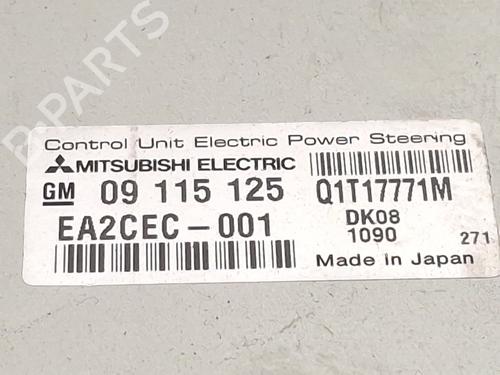 Control Unit Electric Power Steering
MITSUBISHI ELECTRIC
GM 09 115 125 Q1T17771M
EA2CEC-001 DK08
1090 271
Made in Japan
B-PARTS